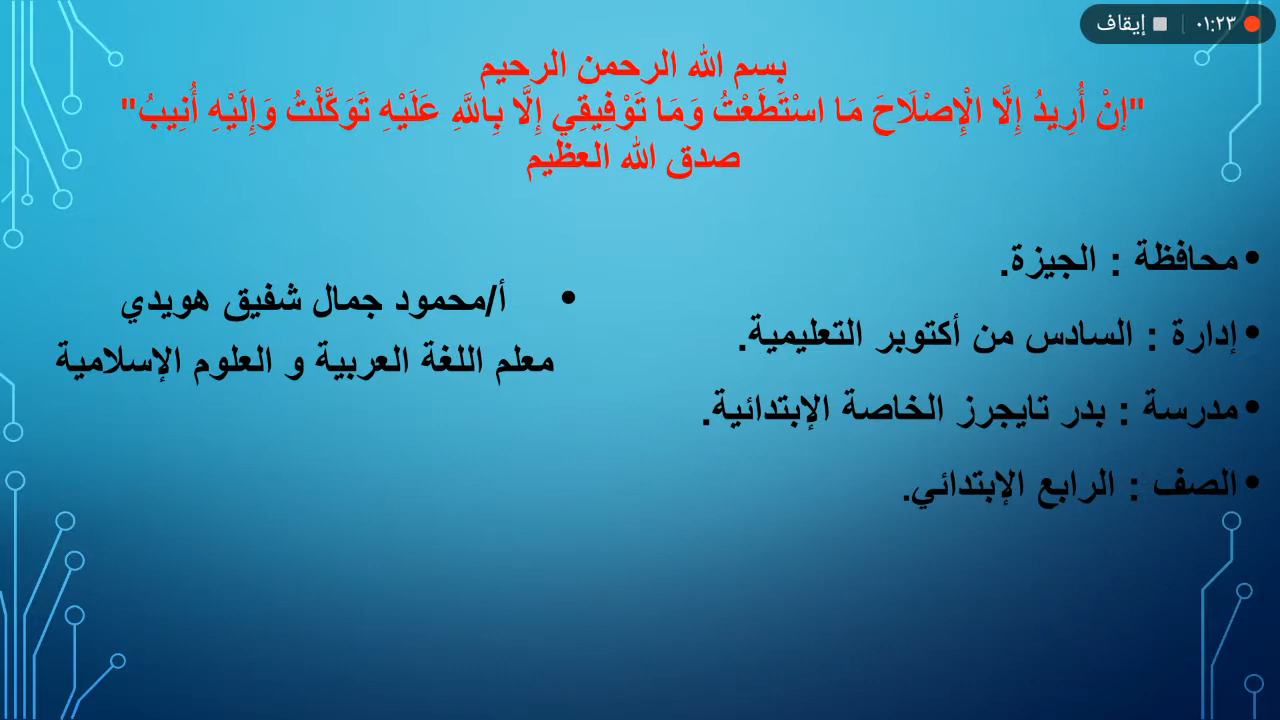 ٠١:٢٣ | إيقاف
بسم الله الرحمن الرحيم
"إنْ أُرِيدُ إِلَّا الْإِصْلَاحَ مَا اسْتَطَعْتُ وَمَا تَوْفِيقِي إِلَّا بِاللَّهِ عَلَيْهِ تَوَكَّلْتُ وَإِلَيْهِ أُنِيبُ"
صدق الله العظيم
•محافظة : الجيزة.
•إدارة : السادس من أكتوبر التعليمية.
•مدرسة : بدر تايجرز الخاصة الإبتدائية.
•الصف : الرابع الإبتدائي.
• أ/محمود جمال شفيق هويدي
معلم اللغة العربية و العلوم الإسلامية